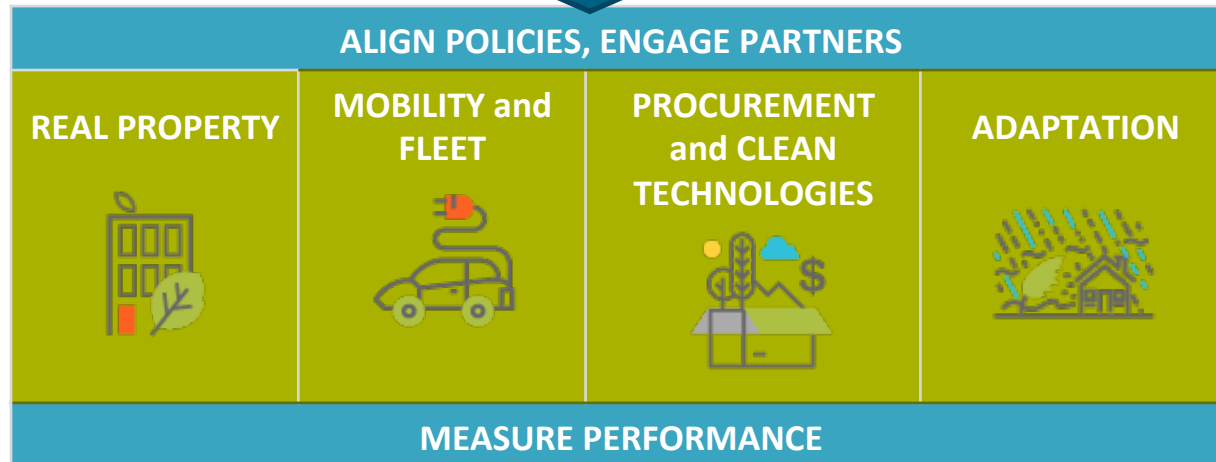 ALIGN POLICIES, ENGAGE PARTNERS
REAL PROPERTY
MOBILITY and
FLEET
PROCUREMENT
and CLEAN
TECHNOLOGIES
ADAPTATION
$
MEASURE PERFORMANCE